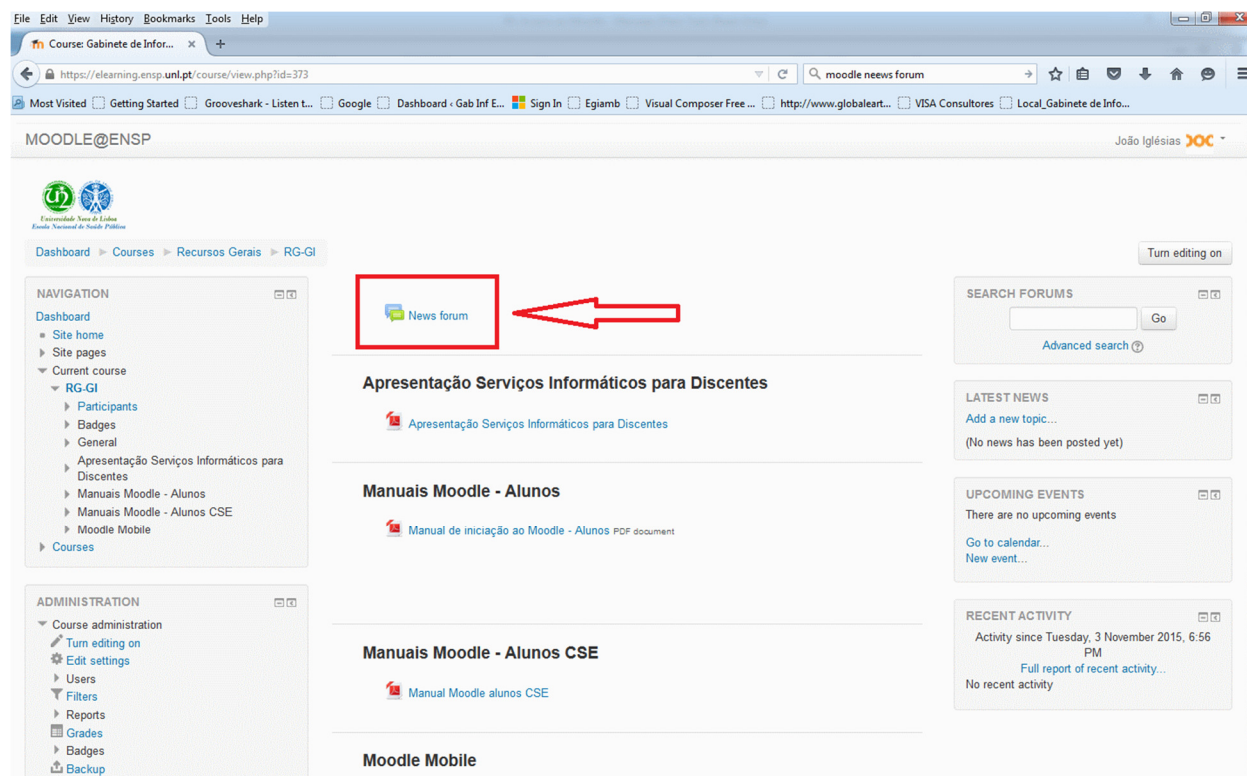 File Edit View History Bookmarks Tools Help
Course: Gabinete de Infor...
https://elearning.ensp.unl.pt/course/view.php?id=373
moodle neews forum
Most Visited Getting Started Grooveshark - Listen t... Google Dashboard ‹ Gab Inf E... Sign In Egiamb Visual Composer Free ... http://www.globaleart... VISA Consultores Local_Gabinete de Info...
MOODLE@ENSP
João Iglésias
Universidade Nova de Lisboa
Escola Nacional de Saúde Pública
Dashboard Courses Recursos Gerais RG-GI
Turn editing on
NAVIGATION
Dashboard
Site home
Site pages
Current course
RG-GI
Participants
Badges
General
Apresentação Serviços Informáticos para
Discentes
Manuais Moodle - Alunos
Manuais Moodle - Alunos CSE
Moodle Mobile
Courses
ADMINISTRATION
Course administration
Turn editing on
Edit settings
Users
Filters
Reports
Grades
Badges
Backup
News forum
Apresentação Serviços Informáticos para Discentes
Apresentação Serviços Informáticos para Discentes
Manuais Moodle - Alunos
Manual de iniciação ao Moodle - Alunos PDF document
Manuais Moodle - Alunos CSE
Manual Moodle alunos CSE
Moodle Mobile
SEARCH FORUMS
Go
Advanced search
LATEST NEWS
Add a new topic...
(No news has been posted yet)
UPCOMING EVENTS
There are no upcoming events
Go to calendar...
New event...
RECENT ACTIVITY
Activity since Tuesday, 3 November 2015, 6:56
PM
Full report of recent activity...
No recent activity